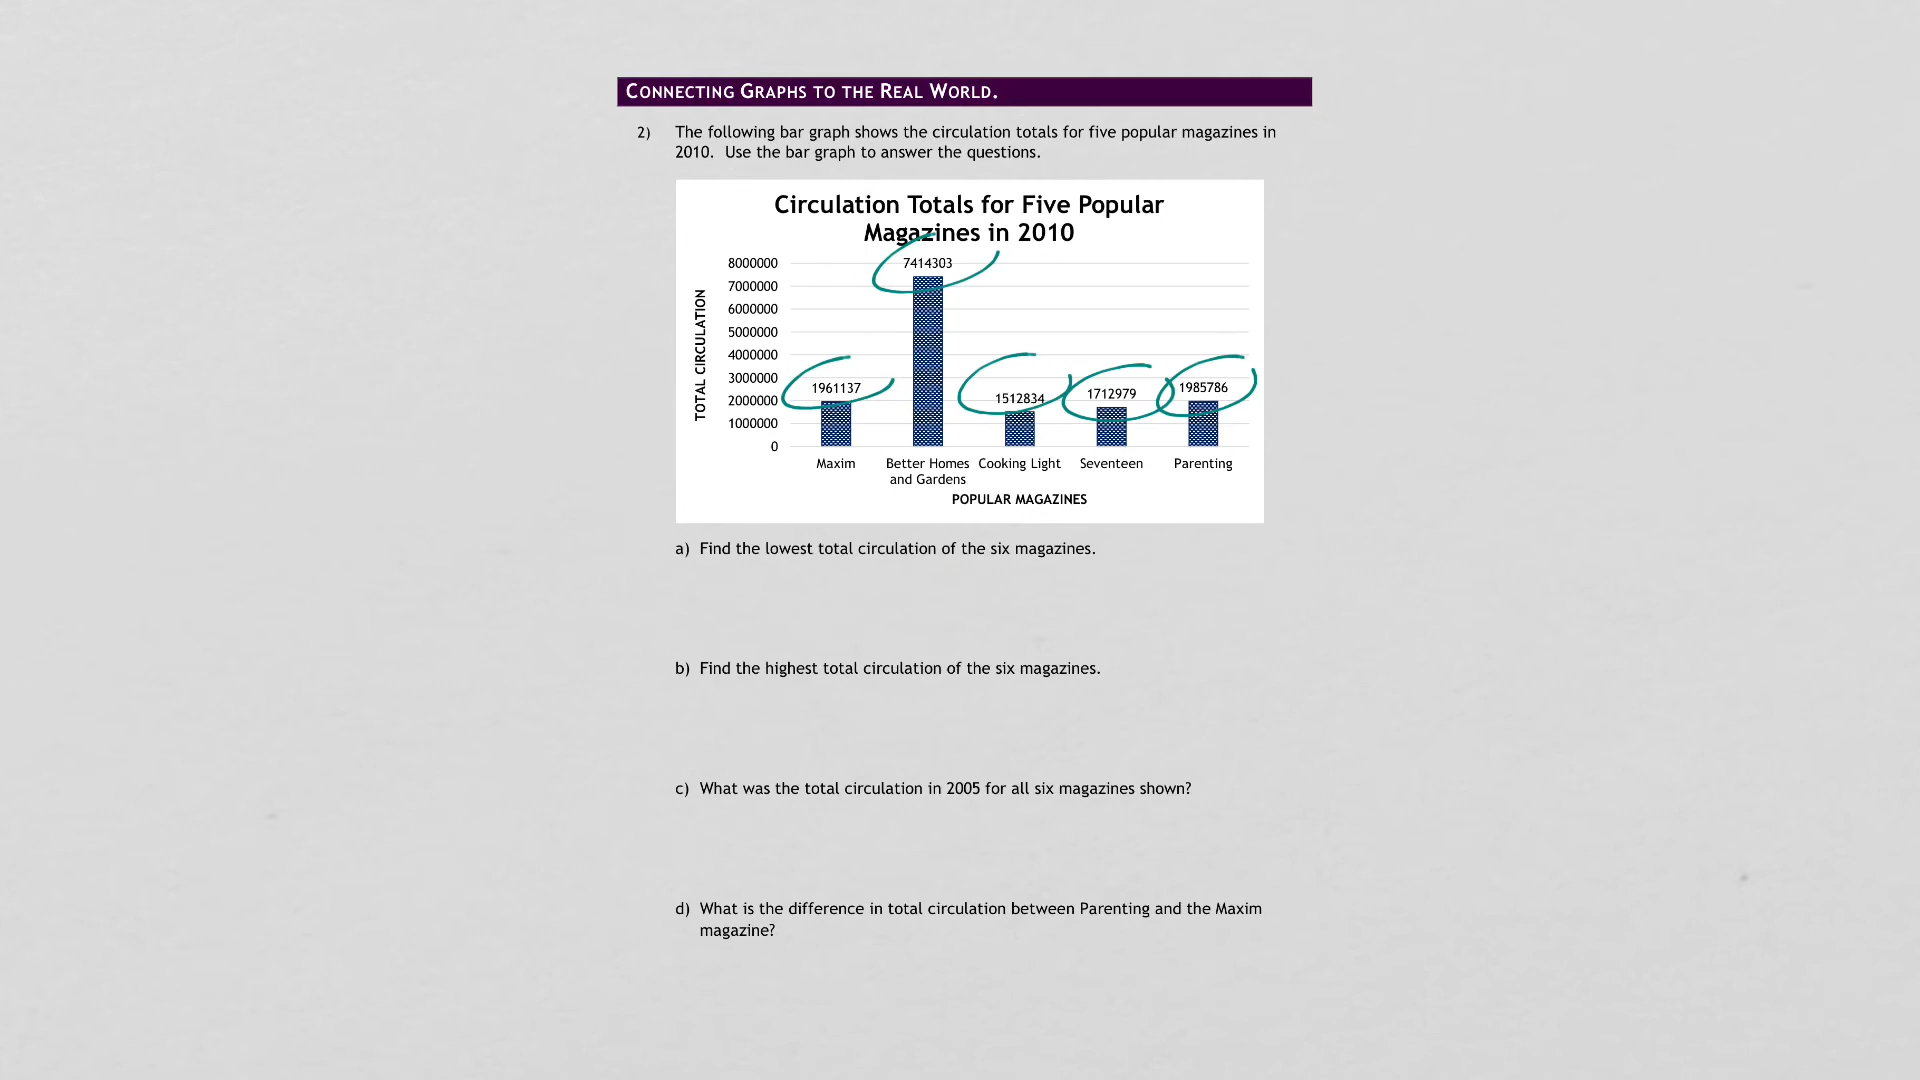 CONNECTING GRAPHS TO THE REAL WORLD.
2) The following bar graph shows the circulation totals for five popular magazines in
2010. Use the bar graph to answer the questions.
Circulation Totals for Five Popular
Magazines in 2010
TOTAL CIRCULATION
8000000
7000000
6000000
5000000
4000000
3000000
2000000
1000000
0
1961137
7414303
1512834
1712979
1985786
Maxim
Better Homes
and Gardens
Cooking Light
Seventeen
Parenting
POPULAR MAGAZINES
a) Find the lowest total circulation of the six magazines.
b) Find the highest total circulation of the six magazines.
c) What was the total circulation in 2005 for all six magazines shown?
d) What is the difference in total circulation between Parenting and the Maxim
magazine?